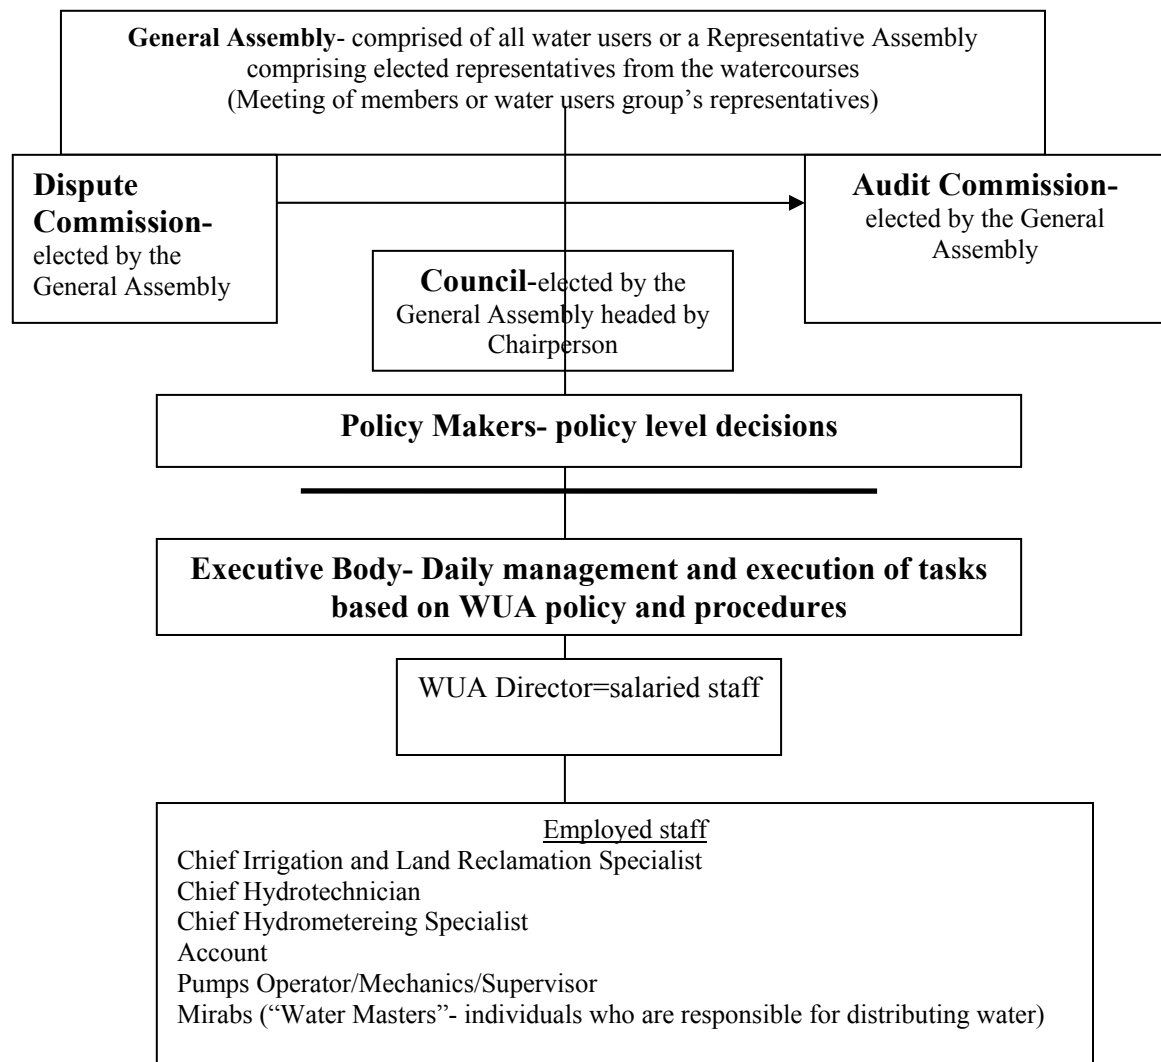 General Assembly- comprised of all water users or a Representative Assembly
comprising elected representatives from the watercourses
(Meeting of members or water users group’s representatives)
Dispute
Commission-
elected by the
General Assembly
Audit Commission-
elected by the General
Assembly
Council-elected by the
General Assembly headed by
Chairperson
Policy Makers- policy level decisions
Executive Body- Daily management and execution of tasks
based on WUA policy and procedures
WUA Director=salaried staff
Employed staff
Chief Irrigation and Land Reclamation Specialist
Chief Hydrotechnician
Chief Hydrometereing Specialist
Account
Pumps Operator/Mechanics/Supervisor
Mirabs (“Water Masters”- individuals who are responsible for distributing water)